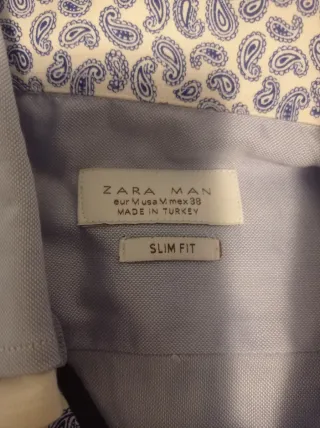 ZARA MAN
eur M usa M mex 38
MADE IN TURKEY
SLIM FIT